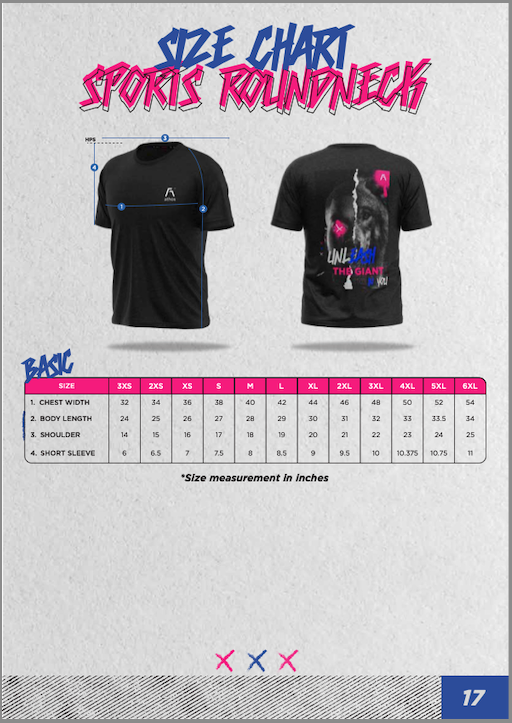 SIZE CHART
SPORTS ROUNDNECK
HPS
3
4
1
2
UNLEASH
THE GIANT
YOU
BASIC
SIZE 3XS 2XS XS S M L XL 2XL 3XL 4XL 5XL 6XL
1. CHEST WIDTH 32 34 36 38 40 42 44 46 48 50 52 54
2. BODY LENGTH 24 25 26 27 28 29 30 31 32 33 33.5 34
3. SHOULDER 14 15 16 17 18 19 20 21 22 23 24 25
4. SHORT SLEEVE 6 6.5 7 7.5 8 8.5 9 9.5 10 10.375 10.75 11
*Size measurement in inches
17